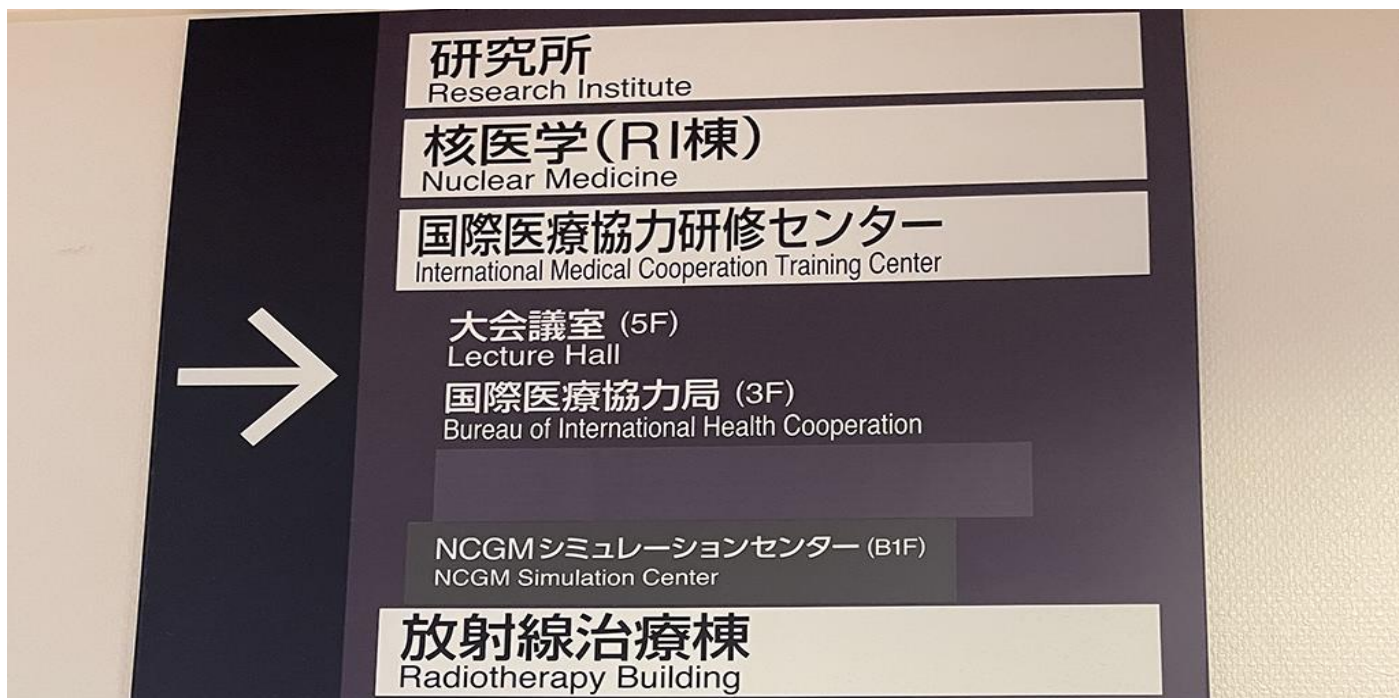 研究所
Research Institute
核医学(RI棟)
Nuclear Medicine
国際医療協力研修センター
International Medical Cooperation Training Center
大会議室 (5F)
Lecture Hall
国際医療協力局 (3F)
Bureau of International Health Cooperation
NCGMシミュレーションセンター (B1F)
NCGM Simulation Center
放射線治療棟
Radiotherapy Building